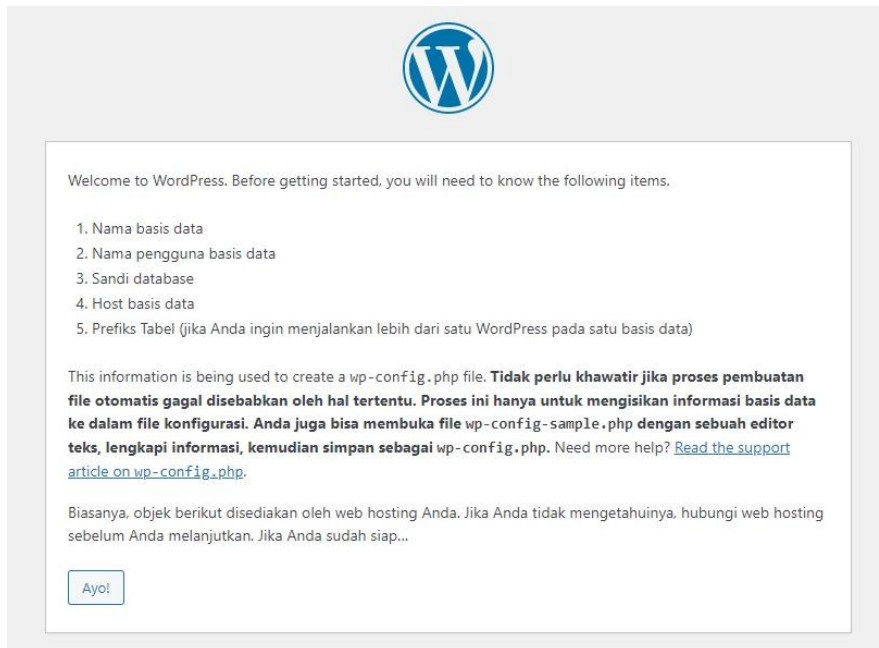 Welcome to WordPress. Before getting started, you will need to know the following items.
1. Nama basis data
2. Nama pengguna basis data
3. Sandi database
4. Host basis data
5. Prefiks Tabel (jika Anda ingin menjalankan lebih dari satu WordPress pada satu basis data)
This information is being used to create a wp-config.php file. Tidak perlu khawatir jika proses pembuatan
file otomatis gagal disebabkan oleh hal tertentu. Proses ini hanya untuk mengisikan informasi basis data
ke dalam file konfigurasi. Anda juga bisa membuka file wp-config-sample.php dengan sebuah editor
teks, lengkapi informasi, kemudian simpan sebagai wp-config.php. Need more help? Read the support
article on wp-config.php.
Biasanya, objek berikut disediakan oleh web hosting Anda. Jika Anda tidak mengetahuinya, hubungi web hosting
sebelum Anda melanjutkan. Jika Anda sudah siap...
Ayo!